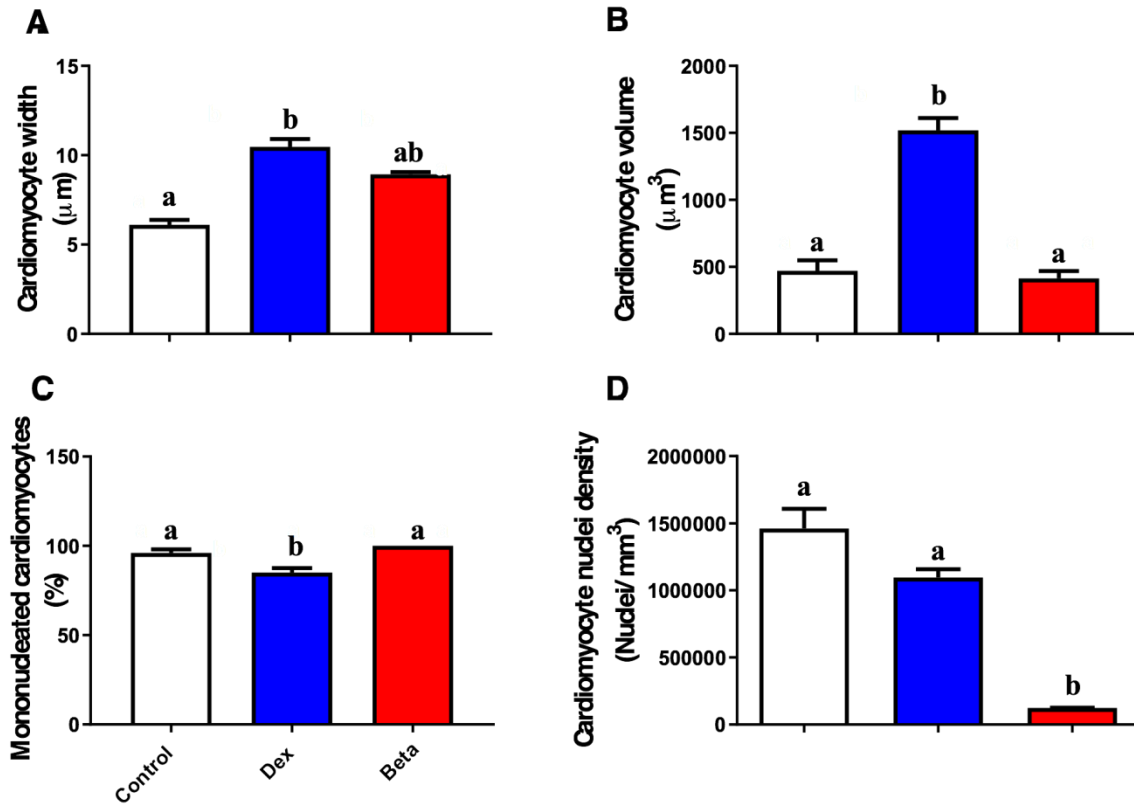 A
Cardiomyocyte width
(μm)
15
10
5
0
a
b
ab
B
Cardiomyocyte volume
(μm³)
2000
1500
1000
500
0
a
b
a
C
Mononudeated cardiomyocytes
(%)
150
100
50
0
a
b
a
Control
Dex
Beta
D
Cardiomyocyte nuclei density
(Nuclei/mm³)
2000000
1500000
1000000
500000
0
a
a
b